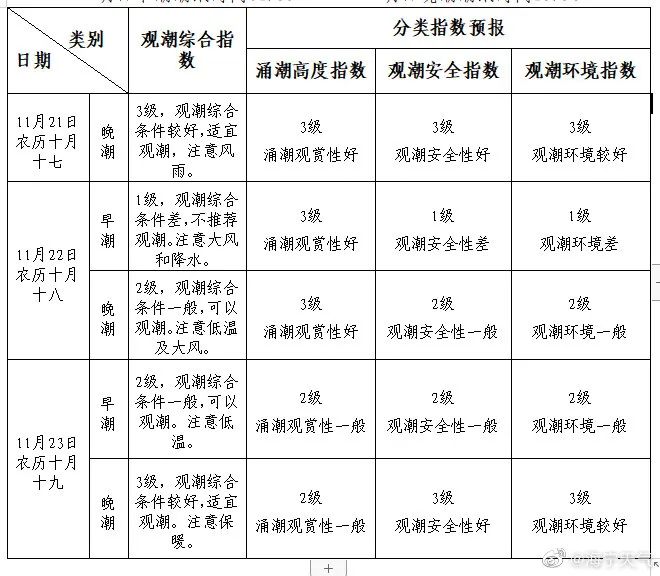 类别
日期
观潮综合指
数
分类指数预报
涌潮高度指数
观潮安全指数
观潮环境指数
11月21日
农历十月
十七
晚
潮
3级，观潮综合
条件较好,适宜
观潮，注意风
雨。
3级
涌潮观赏性好
3级
观潮安全性好
3级
观潮环境较好
11月22日
农历十月
十八
早
潮
1级，观潮综合
条件差,不推荐
观潮。注意大风
和降水。
3级
涌潮观赏性好
1级
观潮安全性差
1级
观潮环境差
晚
潮
2级，观潮综合
条件一般,可以
观潮。注意低温
及大风。
3级
涌潮观赏性好
2级
观潮安全性一般
2级
观潮环境一般
11月23日
农历十月
十九
早
潮
2级，观潮综合
条件一般,可以
观潮。注意低
温。
2级
涌潮观赏性一般
2级
观潮安全性一般
2级
观潮环境一般
晚
潮
3级，观潮综合
条件较好,适宜
观潮。注意保
暖。
2级
涌潮观赏性一般
3级
观潮安全性好
3级
观潮环境较好
@海宁天气